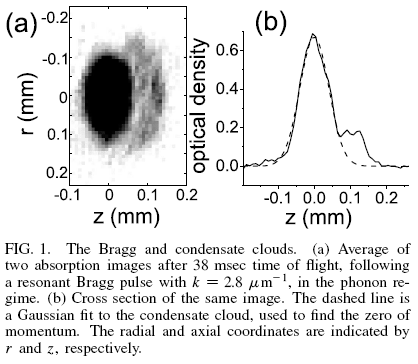 (a)
(b)
-0.2
-0.1
0
0.1
0.2
r (mm)
-0.1 0 0.1 0.2
z (mm)
optical density
0.6
0.4
0.2
0.0
-0.1 0.0 0.1 0.2
z (mm)
FIG. 1. The Bragg and condensate clouds. (a) Average of
two absorption images after 38 msec time of flight, following
a resonant Bragg pulse with k = 2.8 μm⁻¹, in the phonon re-
gime. (b) Cross section of the same image. The dashed line is
a Gaussian fit to the condensate cloud, used to find the zero of
momentum. The radial and axial coordinates are indicated by
r and z, respectively.